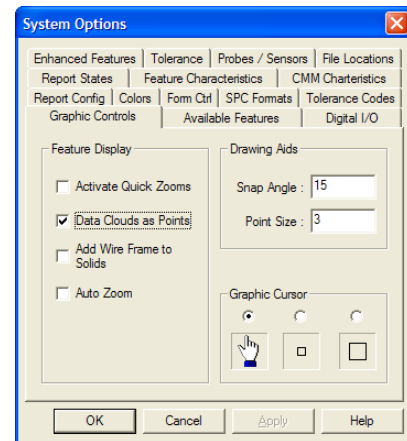 System Options
Enhanced Features Tolerance Probes / Sensors File Locations
Report States Feature Characteristics CMM Charteristics
Report Config Colors Form Ctrl SPC Formats Tolerance Codes
Graphic Controls Available Features Digital I/O
Feature Display
Activate Quick Zooms
Data Clouds as Points
Add Wire Frame to
Solids
Auto Zoom
Drawing Aids
Snap Angle : 15
Point Size : 3
Graphic Cursor
OK Cancel Apply Help